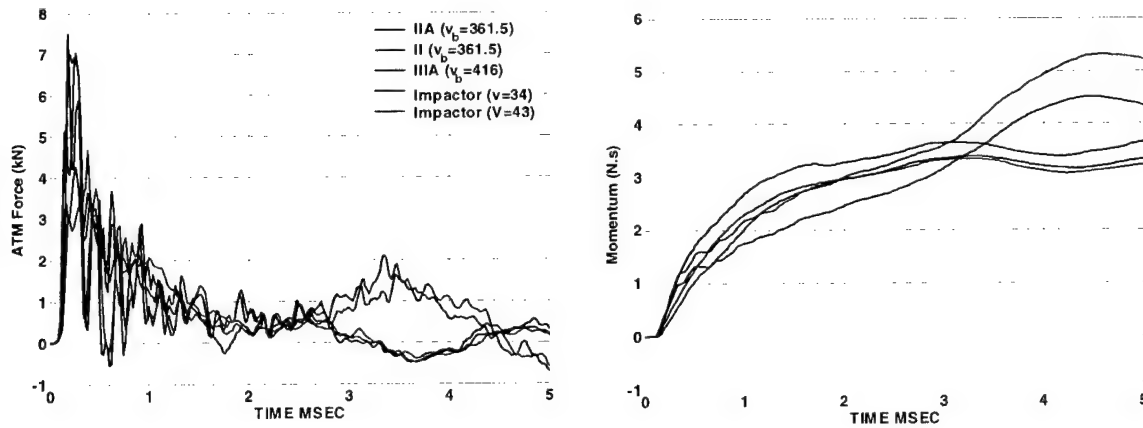 8
7
6
5
4
3
2
1
0
-1
ATM Force (kN)
IIA (v_b=361.5)
II (v_b=361.5)
IIIA (v_b=416)
Impactor (v=34)
Impactor (V=43)
0 1 2 3 4 5
TIME MSEC
6
5
4
3
2
1
0
-1
Momentum (N.s)
0 1 2 3 4 5
TIME MSEC